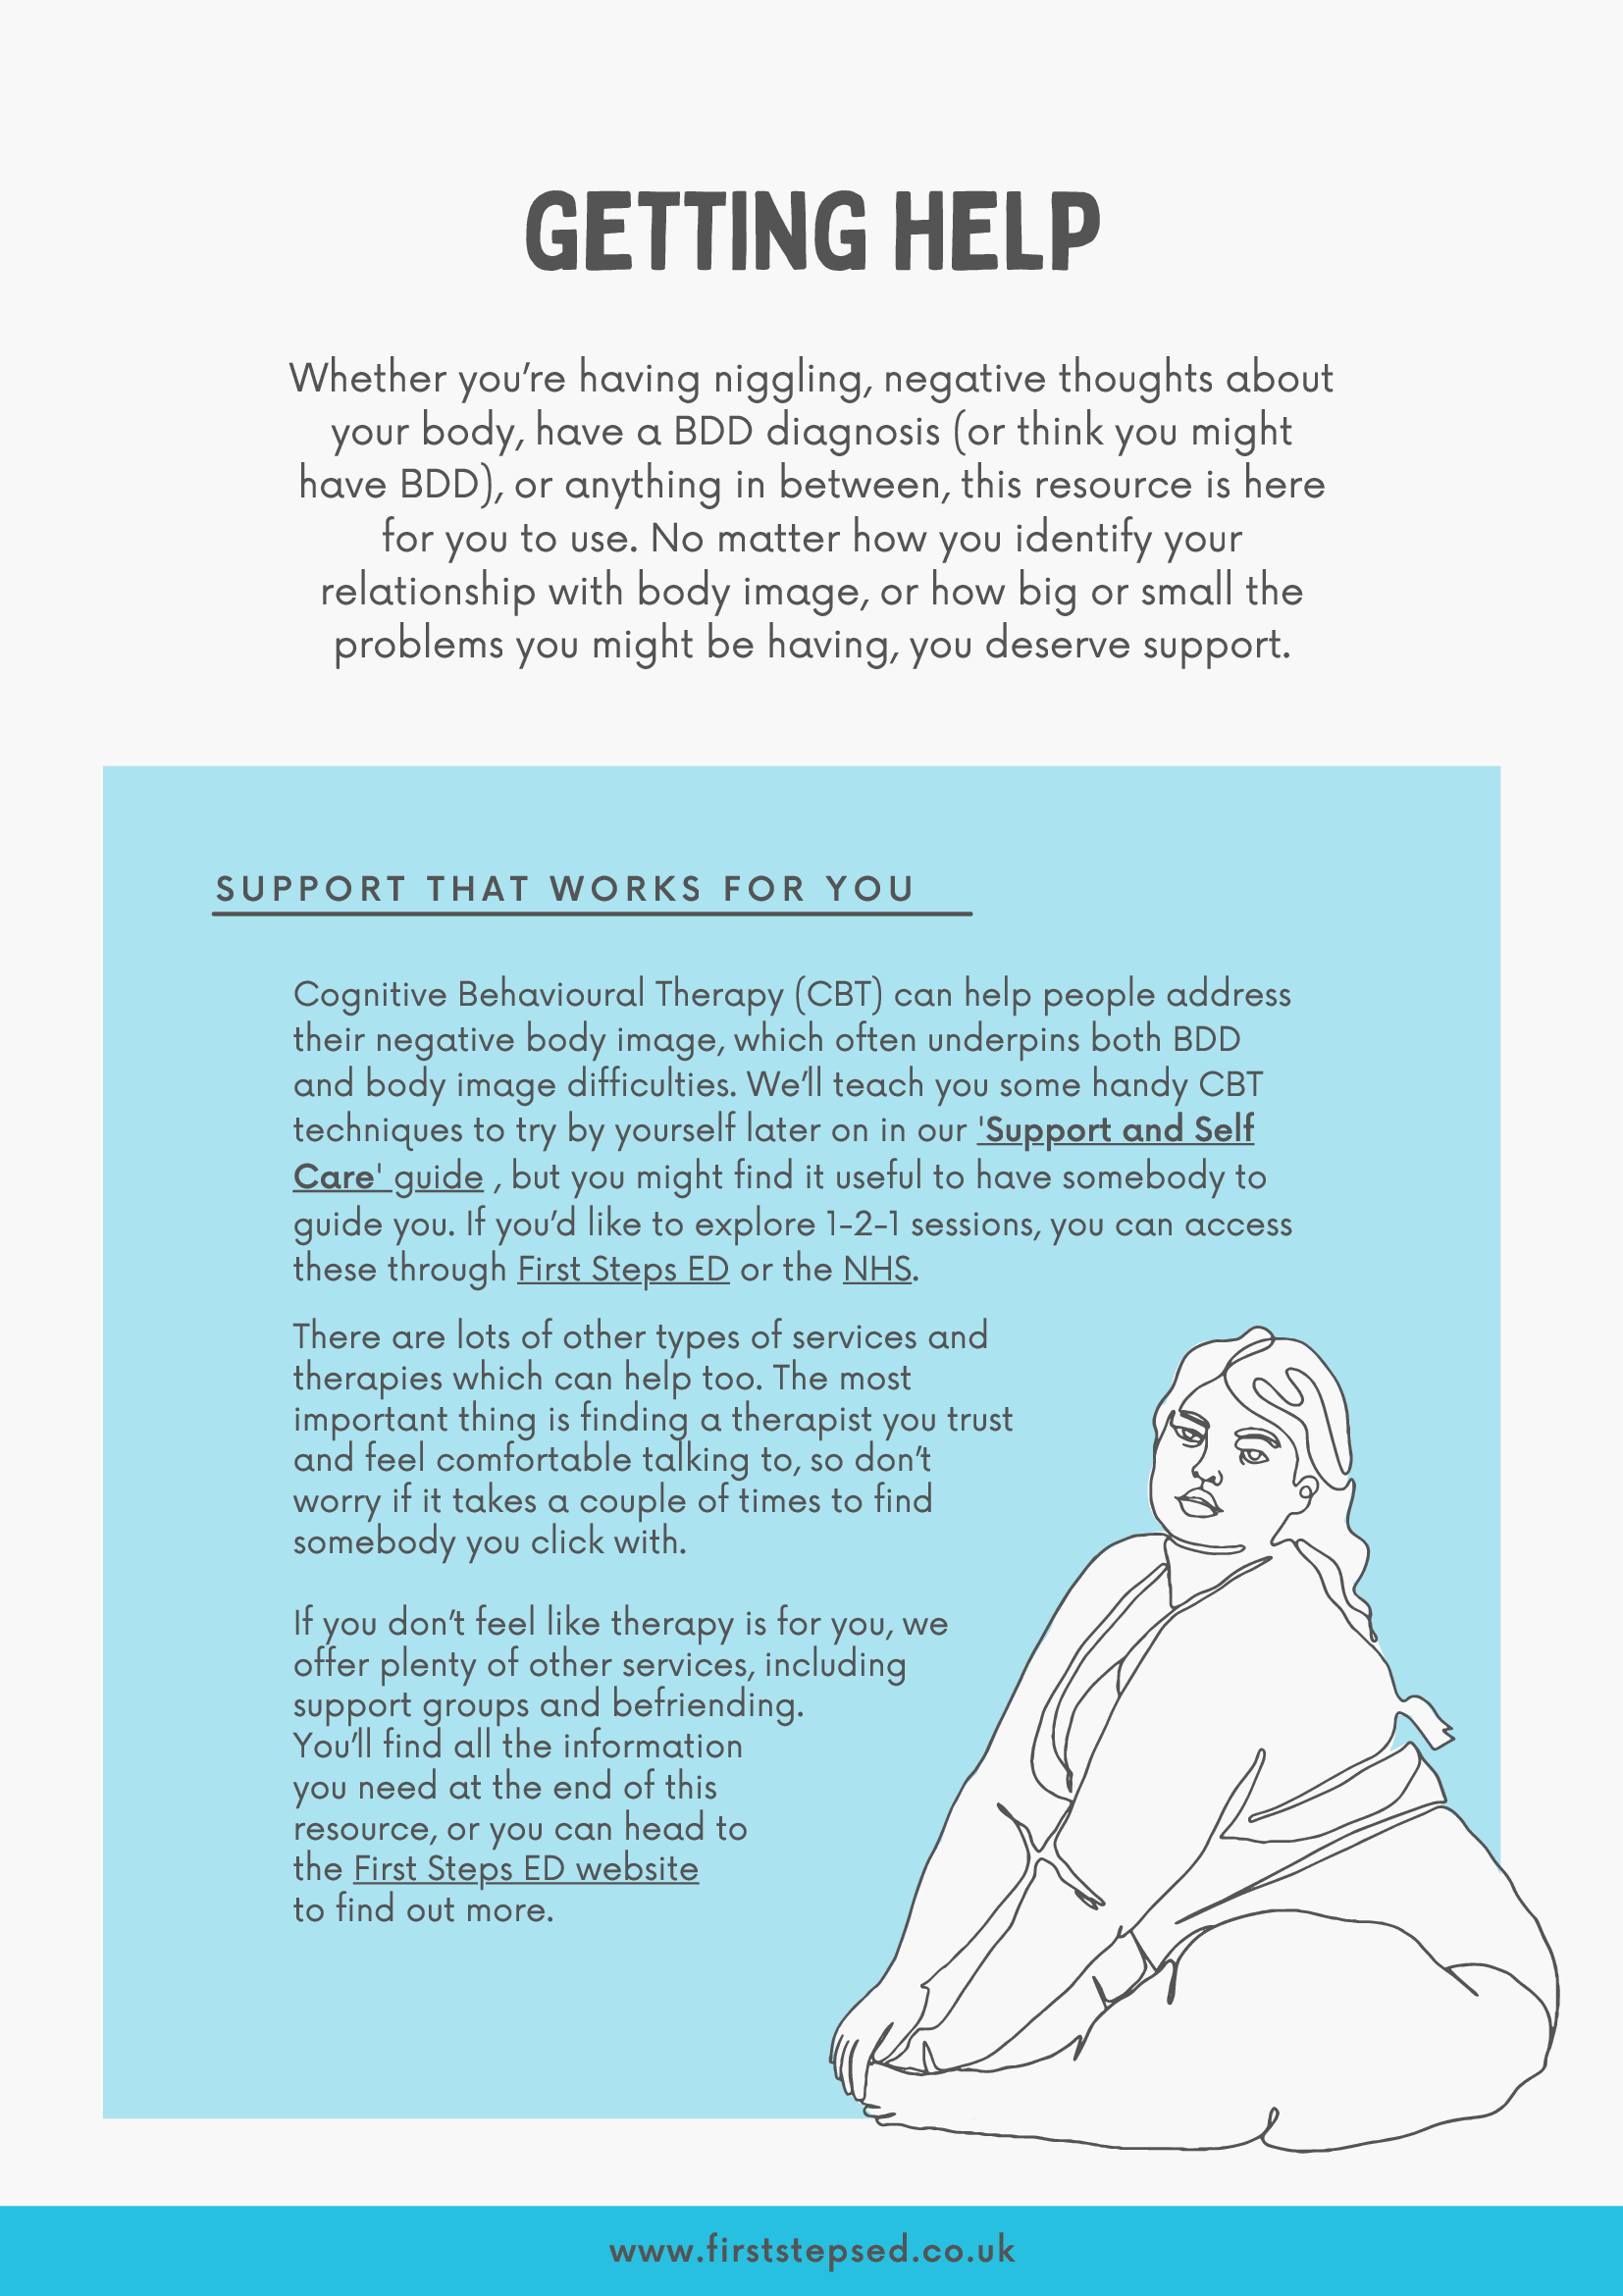 GETTING HELP
Whether you’re having niggling, negative thoughts about
your body, have a BDD diagnosis (or think you might
have BDD), or anything in between, this resource is here
for you to use. No matter how you identify your
relationship with body image, or how big or small the
problems you might be having, you deserve support.
SUPPORT THAT WORKS FOR YOU
Cognitive Behavioural Therapy (CBT) can help people address
their negative body image, which often underpins both BDD
and body image difficulties. We’ll teach you some handy CBT
techniques to try by yourself later on in our 'Support and Self
Care' guide , but you might find it useful to have somebody to
guide you. If you’d like to explore 1-2-1 sessions, you can access
these through First Steps ED or the NHS.
There are lots of other types of services and
therapies which can help too. The most
important thing is finding a therapist you trust
and feel comfortable talking to, so don’t
worry if it takes a couple of times to find
somebody you click with.
If you don’t feel like therapy is for you, we
offer plenty of other services, including
support groups and befriending.
You’ll find all the information
you need at the end of this
resource, or you can head to
the First Steps ED website
to find out more.
www.firststepsed.co.uk